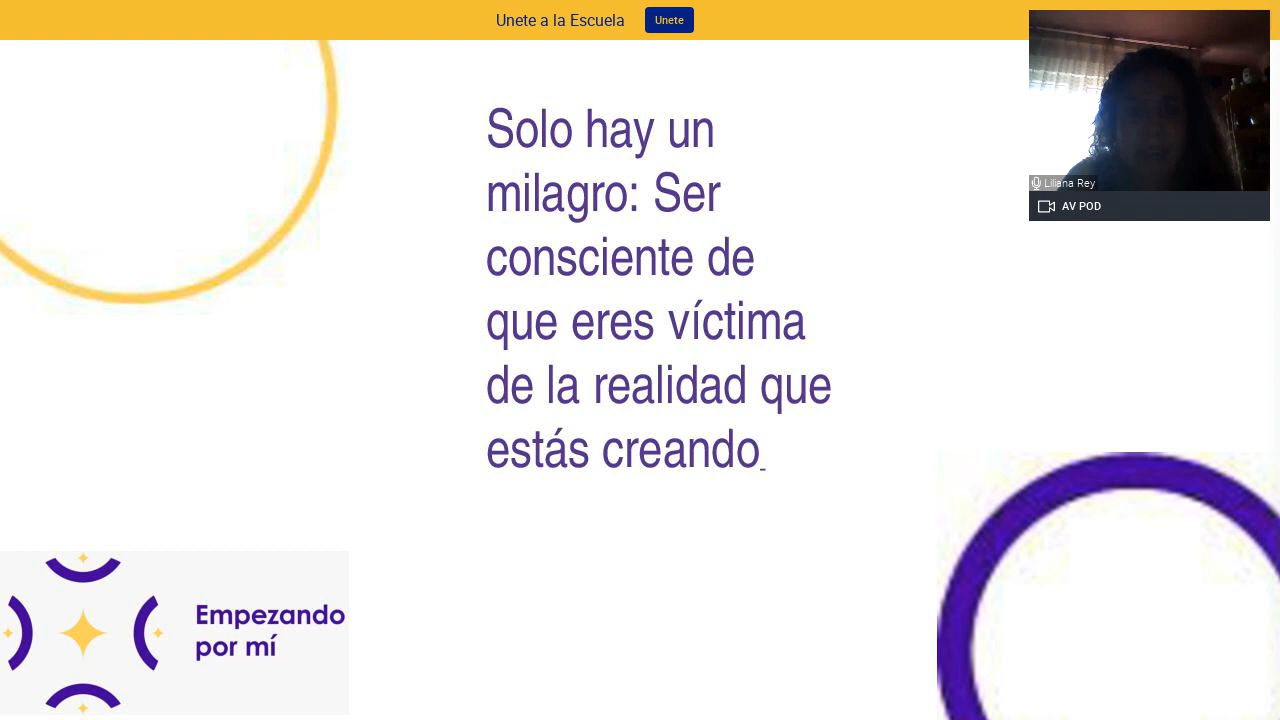 Unete a la Escuela
Unete
Solo hay un
milagro: Ser
consciente de
que eres víctima
de la realidad que
estás creando
Liliana Rey
AV POD
Empezando
por mí